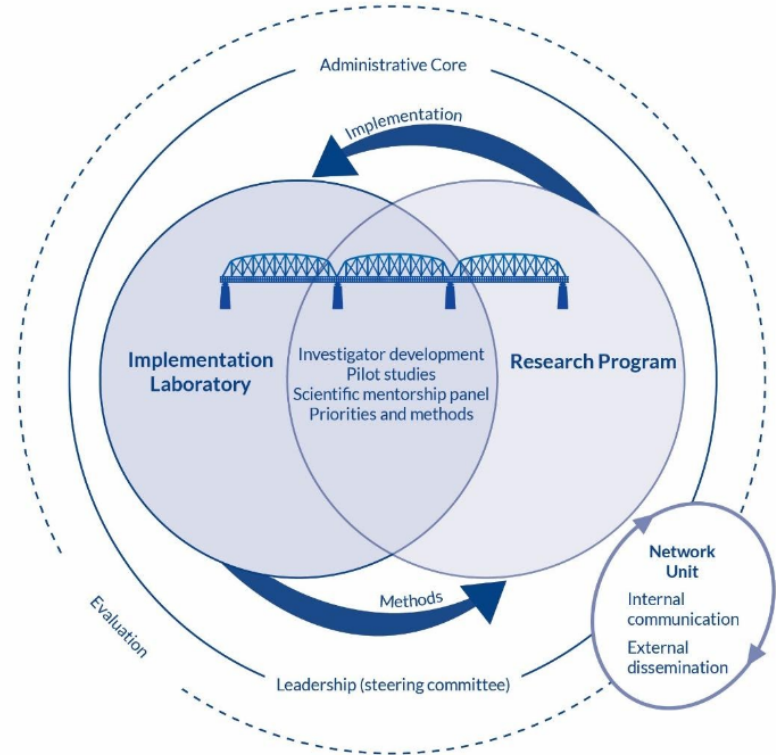 Administrative Core
Implementation
Implementation
Laboratory
Investigator development
Pilot studies
Scientific mentorship panel
Priorities and methods
Research Program
Network
Unit
Internal
communication
External
dissemination
Methods
Evaluation
Leadership (steering committee)